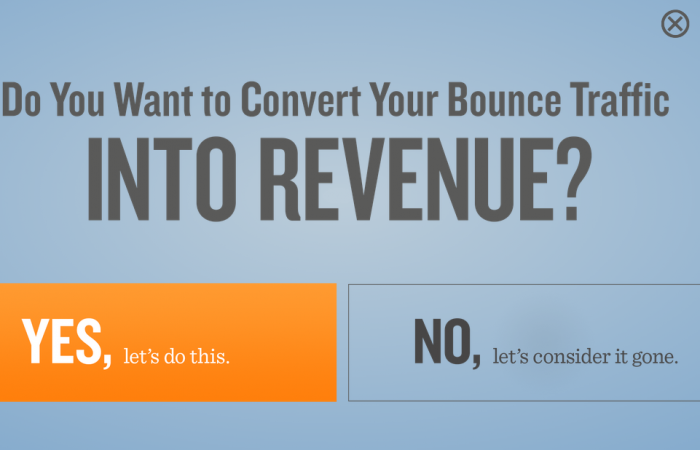 Do You Want to Convert Your Bounce Traffic
INTO REVENUE?
YES, let’s do this.
NO, let’s consider it gone.